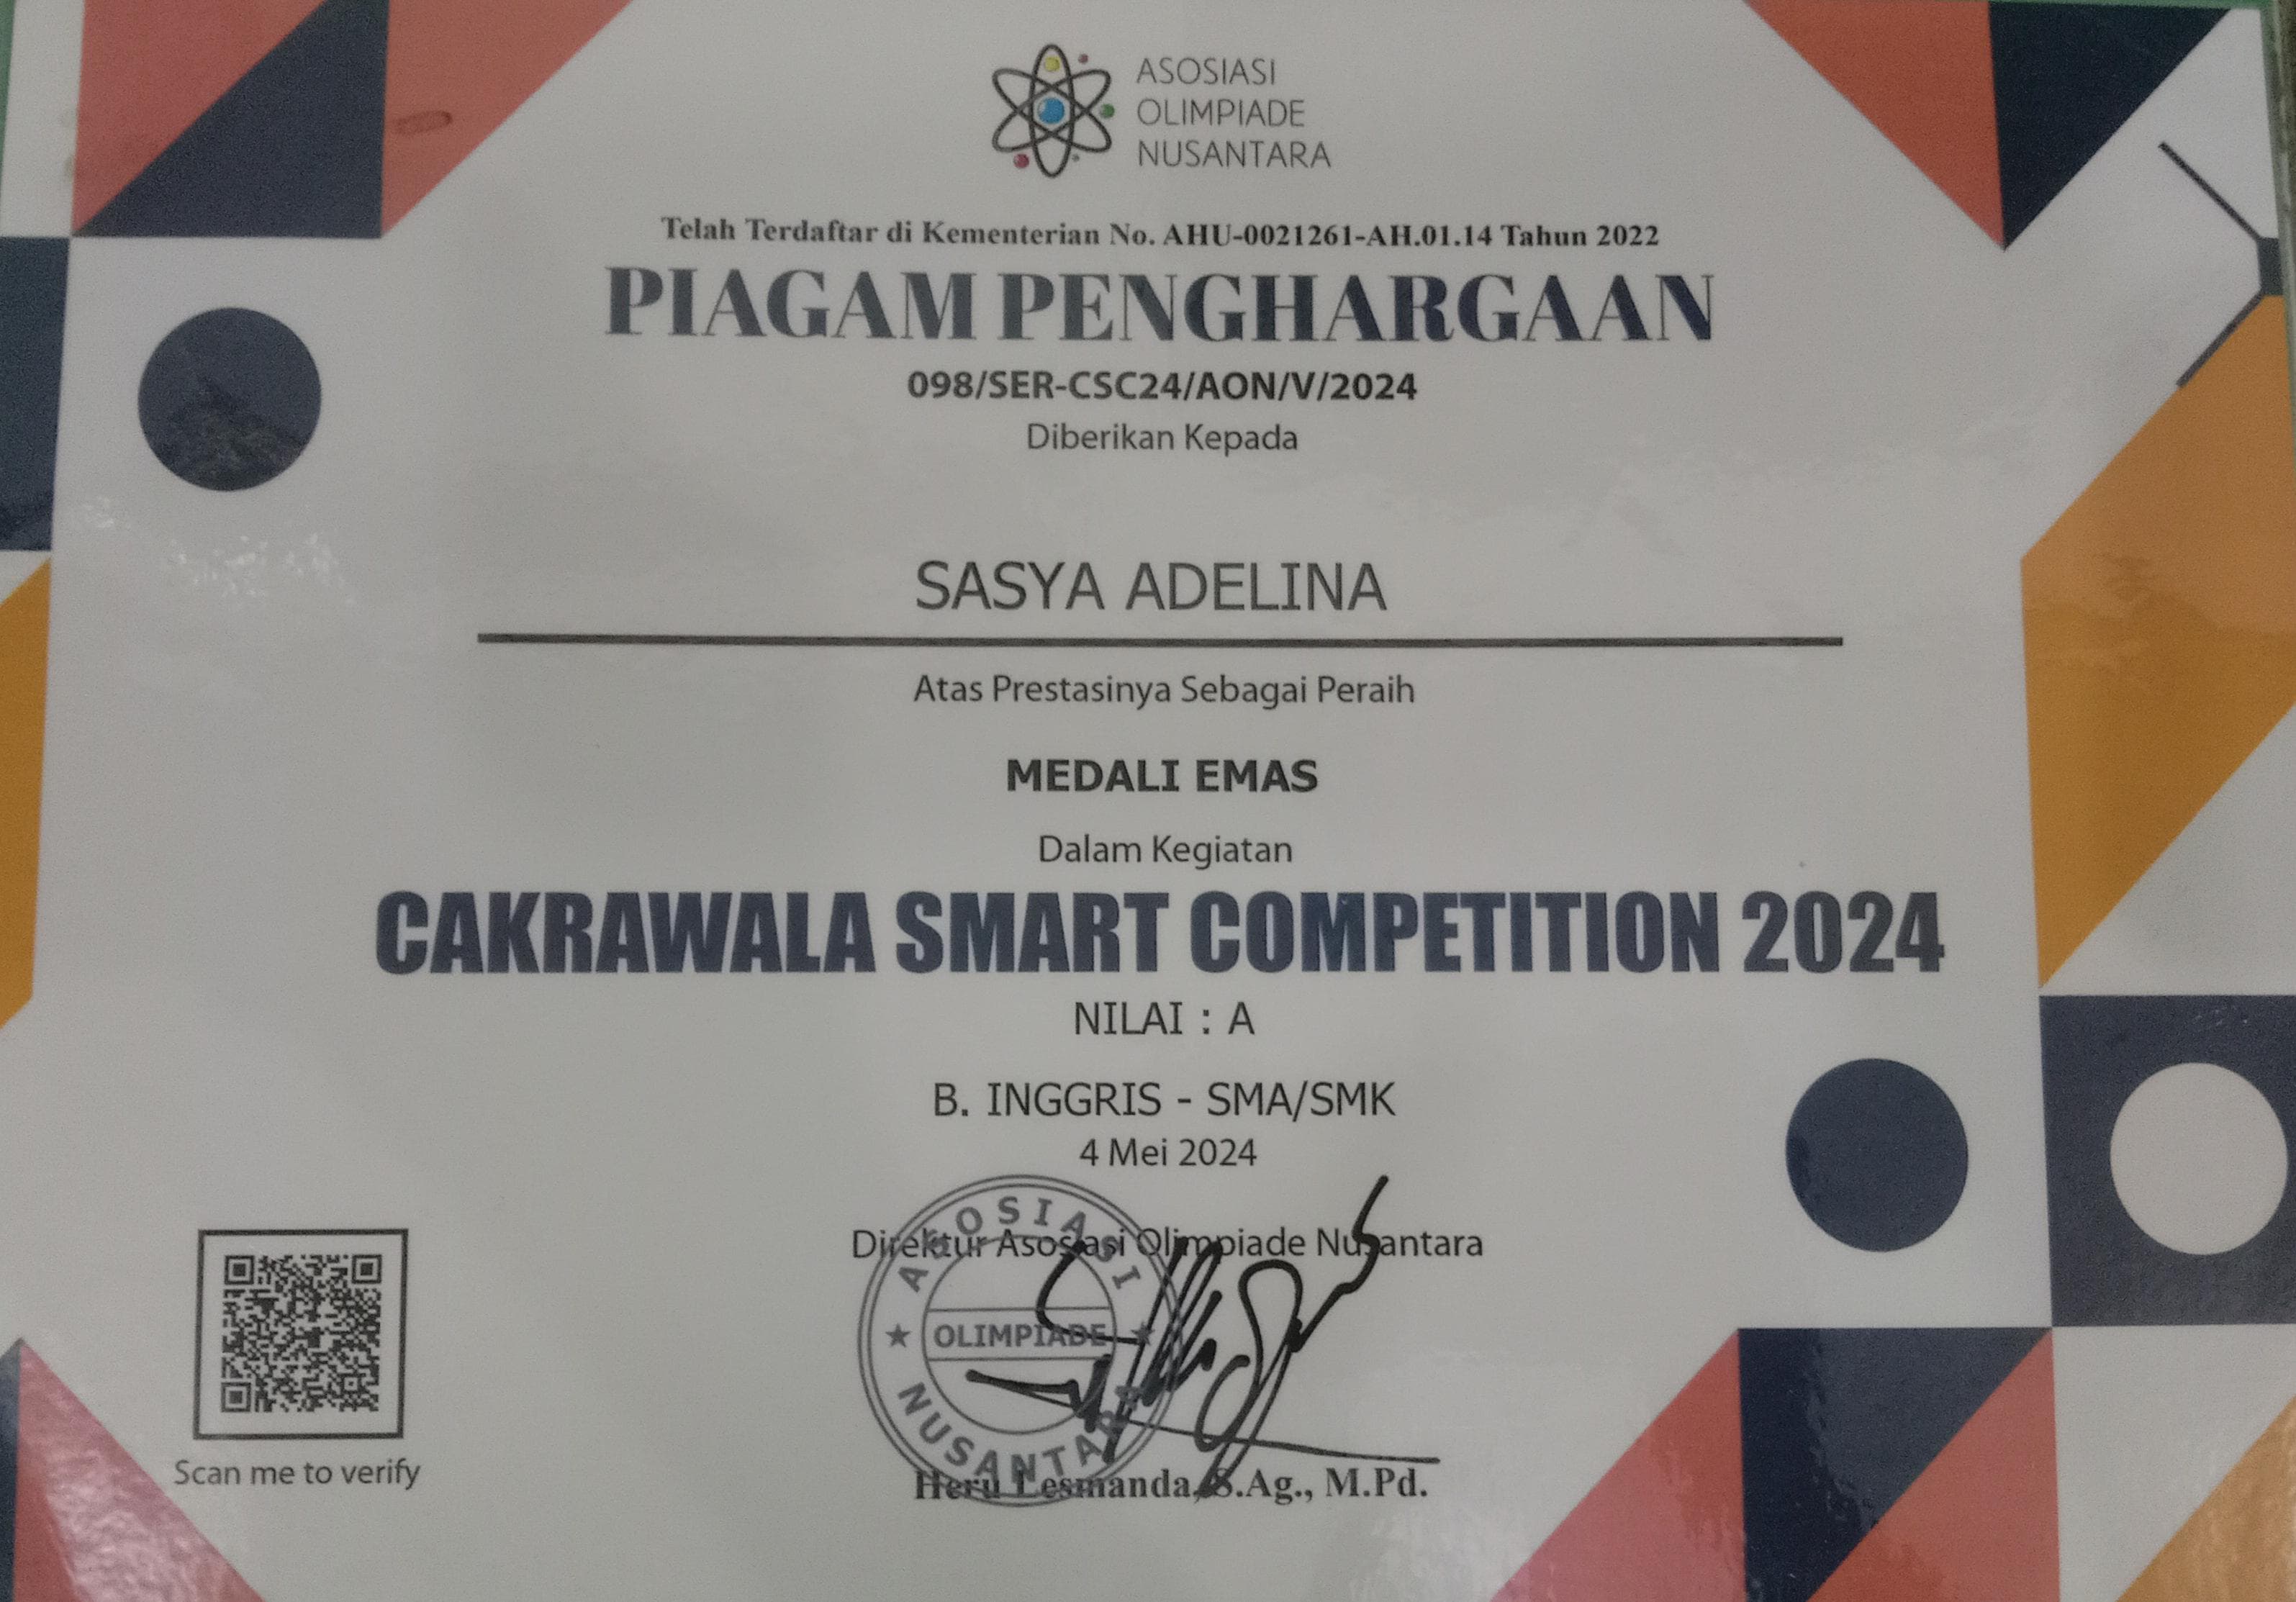 ASOSIASI
OLIMPIADE
NUSANTARA
Telah Terdaftar di Kementerian No. AHU-0021261-AH.01.14 Tahun 2022
PIAGAM PENGHARGAAN
098/SER-CSC24/AON/V/2024
Diberikan Kepada
SASYA ADELINA
Atas Prestasinya Sebagai Peraih
MEDALI EMAS
Dalam Kegiatan
CAKRAWALA SMART COMPETITION 2024
NILAI : A
B. INGGRIS - SMA/SMK
4 Mei 2024
Direktur Asosiasi Olimpiade Nusantara
ASOSIASI
OLIMPIADE
NUSANTARA
Heru Lesmanda, S.Ag., M.Pd.
Scan me to verify